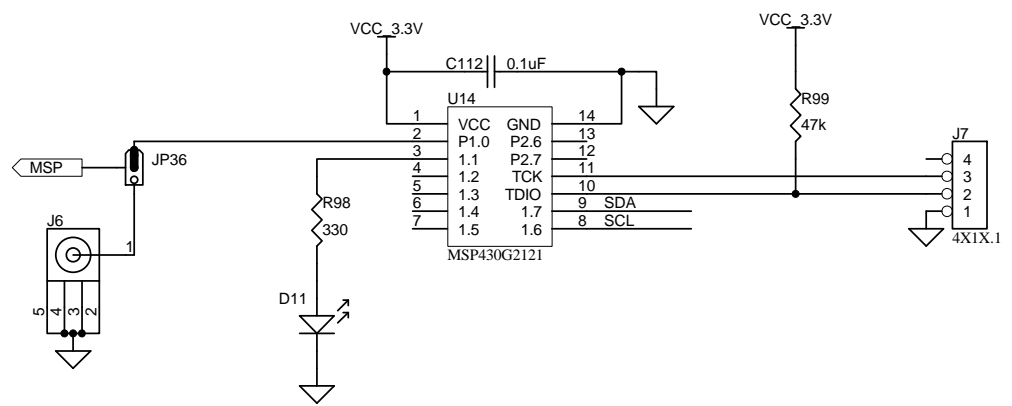 VCC_3.3V
VCC_3.3V
C112 0.1uF
U14
R99
47k
1 VCC GND 14
2 P1.0 P2.6 13
3 1.1 P2.7 12
4 1.2 TCK 11
5 1.3 TDIO 10
6 1.4 1.7 9 SDA
7 1.5 1.6 8 SCL
MSP430G2121
J7
4
3
2
1
4X1X.1
MSP
JP36
R98
330
J6
1
5 4 3 2
D11